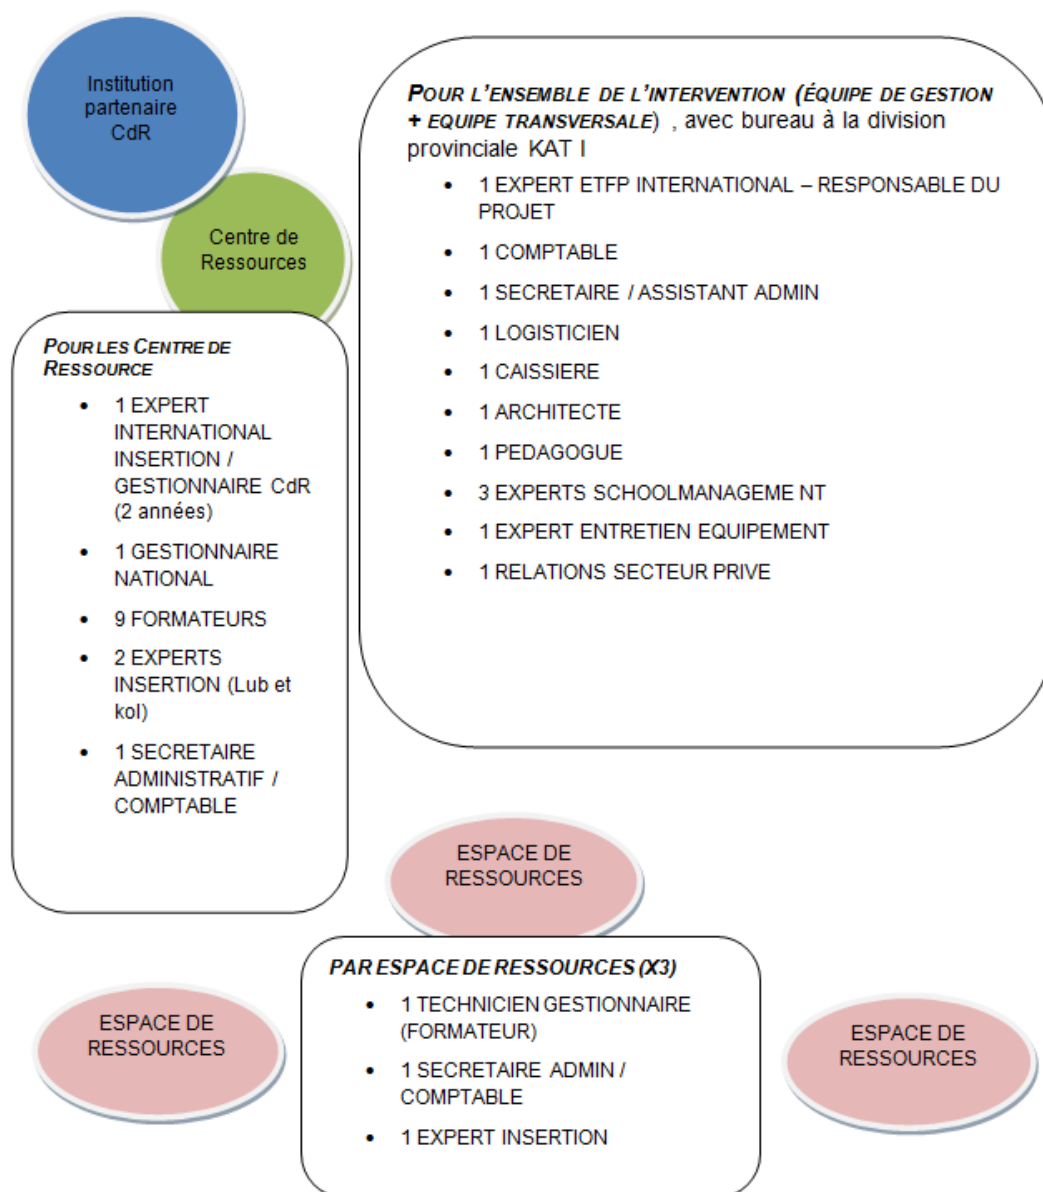 Institution
partenaire
CdR
Centre de
Ressources
POUR L'ENSEMBLE DE L'INTERVENTION (ÉQUIPE DE GESTION
+ EQUIPE TRANSVERSALE) , avec bureau à la division
provinciale KAT I
• 1 EXPERT ETFP INTERNATIONAL – RESPONSABLE DU
PROJET
• 1 COMPTABLE
• 1 SECRETAIRE / ASSISTANT ADMIN
• 1 LOGISTICIEN
• 1 CAISSIERE
• 1 ARCHITECTE
• 1 PEDAGOGUE
• 3 EXPERTS SCHOOLMANAGEME NT
• 1 EXPERT ENTRETIEN EQUIPEMENT
• 1 RELATIONS SECTEUR PRIVE
POUR LES CENTRE DE
RESSOURCE
• 1 EXPERT
INTERNATIONAL
INSERTION /
GESTIONNAIRE CdR
(2 années)
• 1 GESTIONNAIRE
NATIONAL
• 9 FORMATEURS
• 2 EXPERTS
INSERTION (Lub et
kol)
• 1 SECRETAIRE
ADMINISTRATIF /
COMPTABLE
ESPACE DE
RESSOURCES
PAR ESPACE DE RESSOURCES (X3)
• 1 TECHNICIEN GESTIONNAIRE
(FORMATEUR)
• 1 SECRETAIRE ADMIN /
COMPTABLE
• 1 EXPERT INSERTION
ESPACE DE
RESSOURCES
ESPACE DE
RESSOURCES